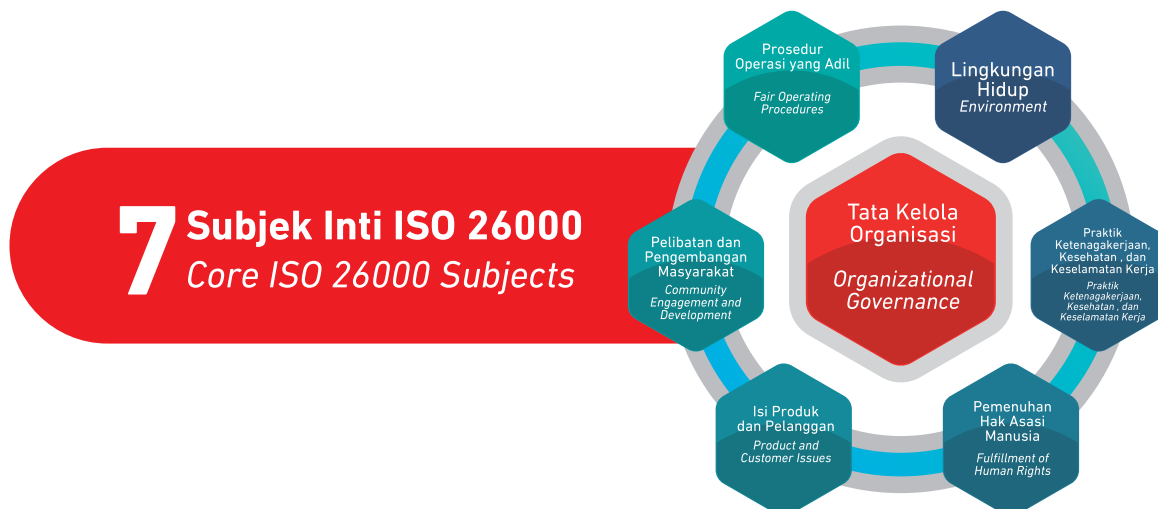 7
Subjek Inti ISO 26000
Core ISO 26000 Subjects
Prosedur
Operasi yang Adil
Fair Operating
Procedures
Lingkungan
Hidup
Environment
Pelibatan dan
Pengembangan
Masyarakat
Community
Engagement and
Development
Tata Kelola
Organisasi
Organizational
Governance
Praktik
Ketenagakerjaan,
Kesehatan , dan
Keselamatan Kerja
Praktik
Ketenagakerjaan,
Kesehatan , dan
Keselamatan Kerja
Isi Produk
dan Pelanggan
Product and
Customer Issues
Pemenuhan
Hak Asasi
Manusia
Fulfillment of
Human Rights